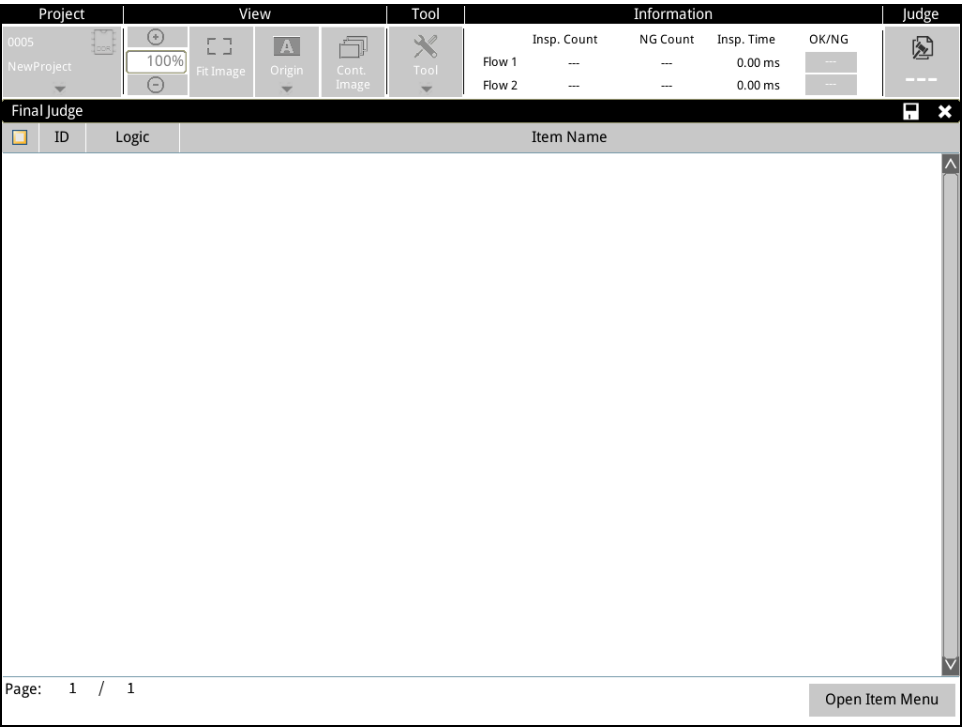 Project View Tool Information Judge
0005
NewProject
100%
Fit Image
A
Origin
Cont.
Image
Tool
Insp. Count NG Count Insp. Time OK/NG
Flow 1 --- --- 0.00 ms ---
Flow 2 --- --- 0.00 ms ---
---
Final Judge
ID Logic Item Name
Page: 1 / 1
Open Item Menu